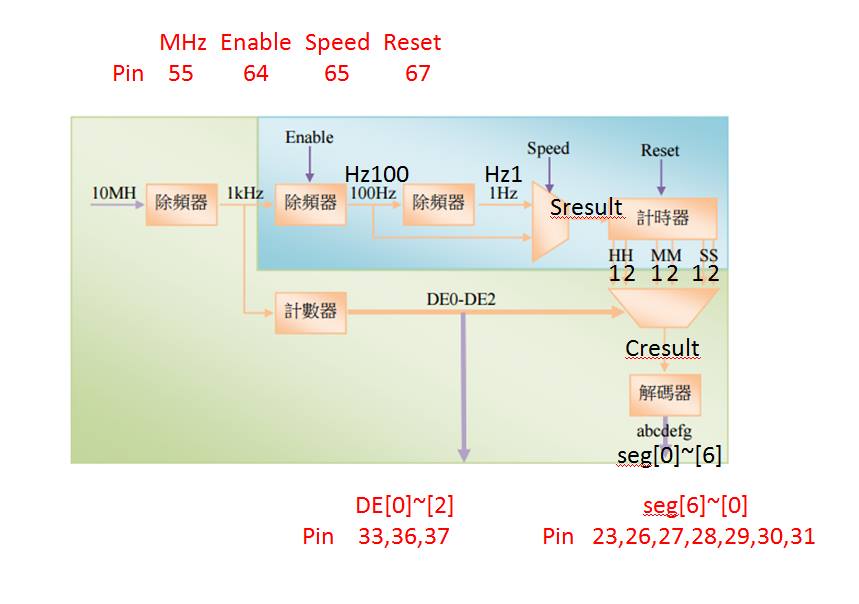 MHz Enable Speed Reset
Pin 55 64 65 67
Enable
Speed
Reset
10MH
除頻器
1kHz
除頻器
Hz100
100Hz
除頻器
Hz1
1Hz
Sresult
計時器
HH MM SS
12 12 12
計數器
DE0-DE2
Cresult
解碼器
abcdefg
seg[0]~[6]
DE[0]~[2]
Pin 33,36,37
seg[6]~[0]
Pin 23,26,27,28,29,30,31